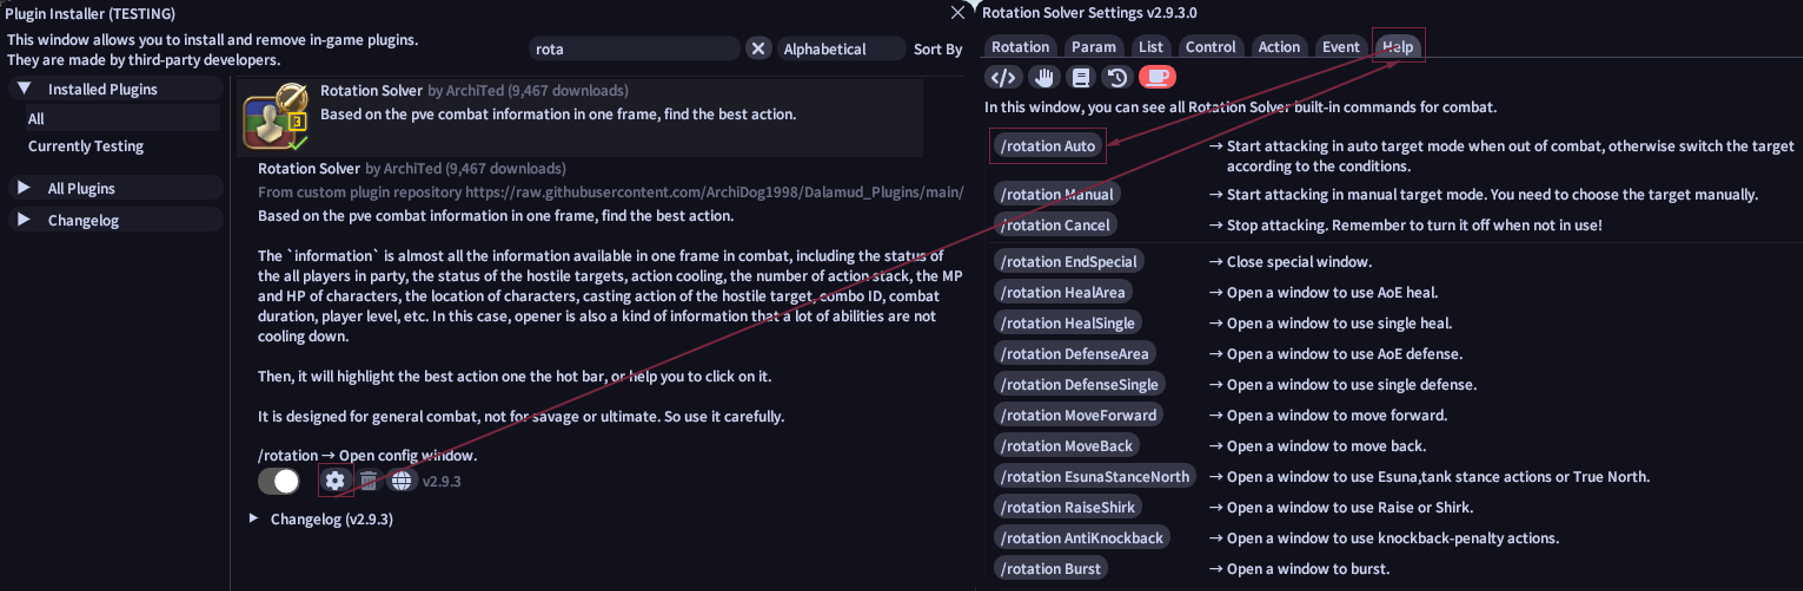 Plugin Installer (TESTING)
This window allows you to install and remove in-game plugins.
They are made by third-party developers.
rota
Alphabetical
Sort By
Installed Plugins
All
Currently Testing
All Plugins
Changelog
Rotation Solver by ArchiTed (9,467 downloads)
Based on the pve combat information in one frame, find the best action.
3
Rotation Solver by ArchiTed (9,467 downloads)
From custom plugin repository https://raw.githubusercontent.com/ArchiDog1998/Dalamud_Plugins/main/
Based on the pve combat information in one frame, find the best action.
The `information` is almost all the information available in one frame in combat, including the status of
the all players in party, the status of the hostile targets, action cooling, the number of action stack, the MP
and HP of characters, the location of characters, casting action of the hostile target, combo ID, combat
duration, player level, etc. In this case, opener is also a kind of information that a lot of abilities are not
cooling down.
Then, it will highlight the best action one the hot bar, or help you to click on it.
It is designed for general combat, not for savage or ultimate. So use it carefully.
/rotation → Open config window.
v2.9.3
Changelog (v2.9.3)
Rotation Solver Settings v2.9.3.0
Rotation Param List Control Action Event Help
In this window, you can see all Rotation Solver built-in commands for combat.
/rotation Auto → Start attacking in auto target mode when out of combat, otherwise switch the target
according to the conditions.
/rotation Manual → Start attacking in manual target mode. You need to choose the target manually.
/rotation Cancel → Stop attacking. Remember to turn it off when not in use!
/rotation EndSpecial → Close special window.
/rotation HealArea → Open a window to use AoE heal.
/rotation HealSingle → Open a window to use single heal.
/rotation DefenseArea → Open a window to use AoE defense.
/rotation DefenseSingle → Open a window to use single defense.
/rotation MoveForward → Open a window to move forward.
/rotation MoveBack → Open a window to move back.
/rotation EsunaStanceNorth → Open a window to use Esuna,tank stance actions or True North.
/rotation RaiseShirk → Open a window to use Raise or Shirk.
/rotation AntiKnockback → Open a window to use knockback-penalty actions.
/rotation Burst → Open a window to burst.